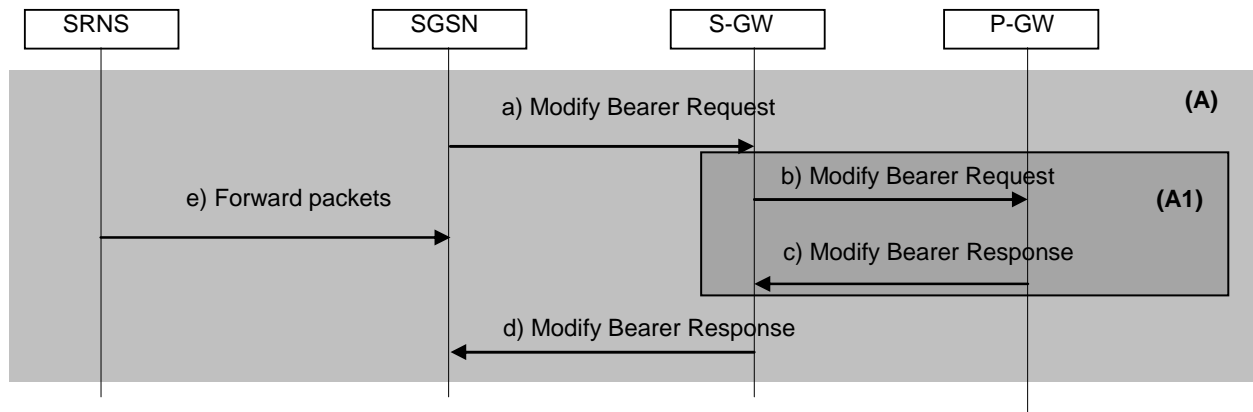 SRNS
SGSN
S-GW
P-GW
a) Modify Bearer Request
(A)
b) Modify Bearer Request
(A1)
e) Forward packets
c) Modify Bearer Response
d) Modify Bearer Response